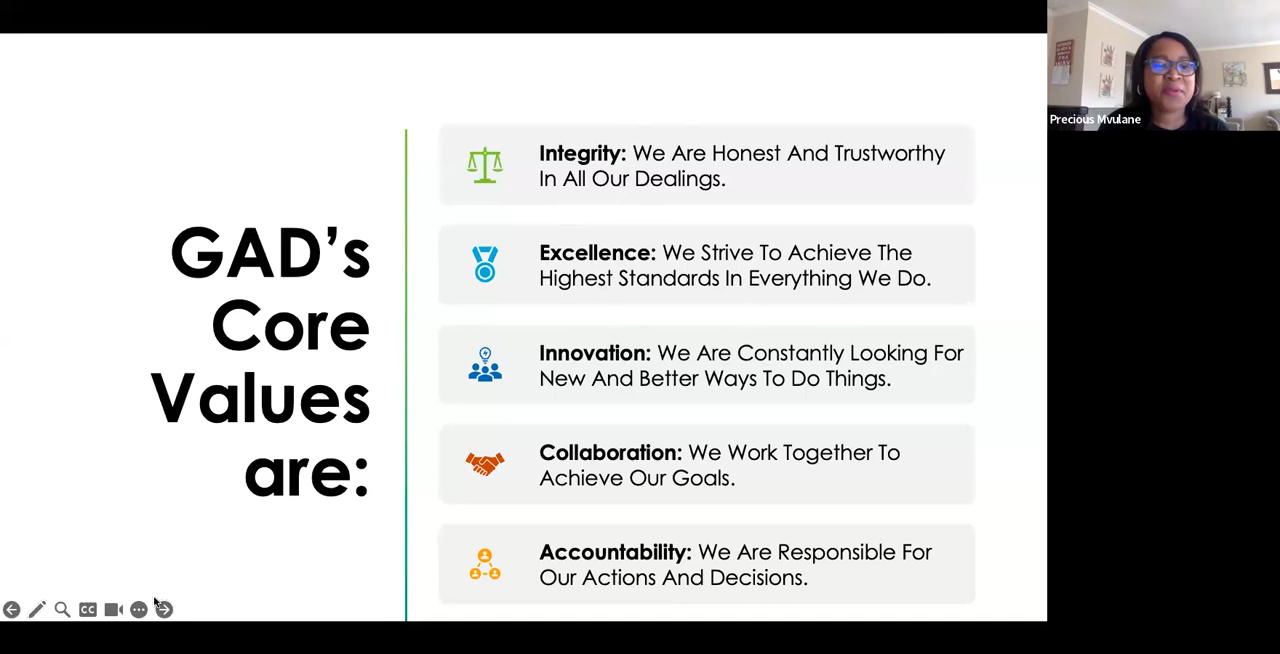 GAD’s
Core
Values
are:
Integrity: We Are Honest And Trustworthy
In All Our Dealings.
Excellence: We Strive To Achieve The
Highest Standards In Everything We Do.
Innovation: We Are Constantly Looking For
New And Better Ways To Do Things.
Collaboration: We Work Together To
Achieve Our Goals.
Accountability: We Are Responsible For
Our Actions And Decisions.
Precious Mvulane
CC